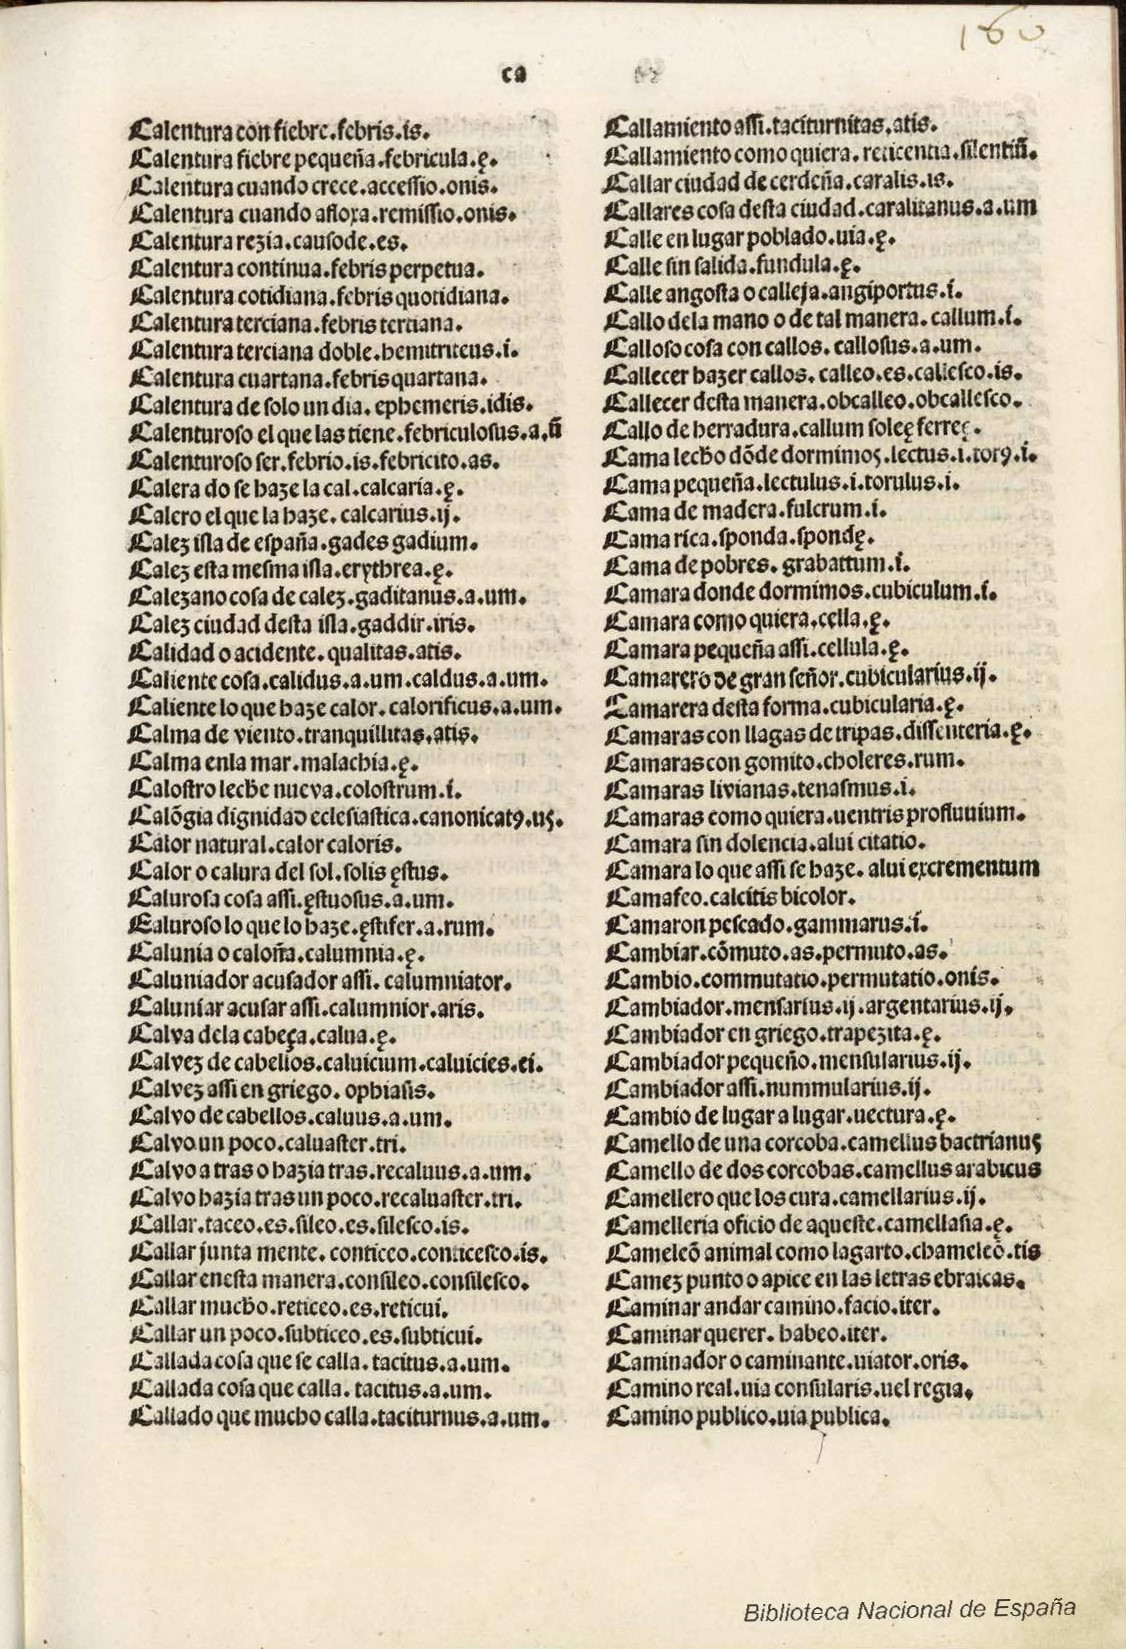 160
ca
Calentura con fiebre.febris.is.
Calentura fiebre pequeña.febricula.ę.
Calentura cuando crece.accessio.onis.
Calentura cuando afloxa.remissio.onis.
Calentura rezia.causode.es.
Calentura continua.febris perpetua.
Calentura cotidiana.febris quotidiana.
Calentura terciana.febris tertiana.
Calentura terciana doble.hemitriteus.i.
Calentura cuartana.febris quartana.
Calentura de solo un dia.ephemeris.idis.
Calenturoso el que las tiene.febriculosus.a.ũ
Calenturoso ser.febrio.is.febricito.as.
Calera do se haze la cal.calcaria.ę.
Calero el que la haze.calcarius.ij.
Calez isla de españa.gades gadium.
Calez esta mesma isla.erythrea.ę.
Calezano cosa de calez.gaditanus.a.um.
Calez ciudad desta isla.gaddir.iris.
Calidad o acidente.qualitas.atis.
Caliente cosa.calidus.a.um.caldus.a.um.
Caliente lo que haze calor.calorificus.a.um.
Calma de viento.tranquillitas.atis.
Calma enla mar.malachia.ę.
Calostro leche nueva.colostrum.i.
Calõgia dignidad eclesiastica.canonicatꝰ.us.
Calor natural.calor caloris.
Calor o calura del sol.solis ęstus.
Calurosa cosa assi.ęstuosus.a.um.
Caluroso lo que lo haze.ęstifer.a.rum.
Calunia o caloña.calumnia.ę.
Caluniador acusador assi.calumniator.
Caluniar acusar assi.calumnior.aris.
Calva dela cabeça.calua.ę.
Calvez de cabellos.caluicium.caluicies.ei.
Calvez assi en griego.ophiasis.
Calvo de cabellos.caluus.a.um.
Calvo un poco.caluaster.tri.
Calvo a tras o hazia tras.recaluus.a.um.
Calvo hazia tras un poco.recaluaster.tri.
Callar.taceo.es.sileo.es.silesco.is.
Callar junta mente.conticeo.conticesco.is.
Callar enesta manera.consileo.consilesco.
Callar mucho.reticeo.es.reticui.
Callar un poco.subticeo.es.subticui.
Callada cosa que se calla.tacitus.a.um.
Callada cosa que calla.tacitus.a.um.
Callado que mucho calla.taciturnus.a.um.
Callamiento assi.taciturnitas.atis.
Callamiento como quiera.reticentia.silentiũ.
Callar ciudad de cerdeña.caralis.is.
Callares cosa desta ciudad.caralitanus.a.um
Calle en lugar poblado.uia.ę.
Calle sin salida.fundula.ę.
Calle angosta o calleja.angiportus.i.
Callo dela mano o de tal manera.callum.i.
Calloso cosa con callos.callosus.a.um.
Callecer hazer callos.calleo.es.callesco.is.
Callecer desta manera.obcalleo.obcallesco.
Callo de herradura.callum soleę ferreę.
Cama lecho dõde dormimos.lectus.i.torꝰ.i.
Cama pequeña.lectulus.i.torulus.i.
Cama de madera.fulcrum.i.
Cama rica.sponda.spondę.
Cama de pobres.grabattum.i.
Camara donde dormimos.cubiculum.i.
Camara como quiera.cella.ę.
Camara pequeña assi.cellula.ę.
Camarero de gran señor.cubicularius.ij.
Camarera desta forma.cubicularia.ę.
Camaras con llagas de tripas.dissenteria.ę.
Camaras con gomito.choleres.rum.
Camaras livianas.tenasmus.i.
Camaras como quiera.uentris profluuium.
Camara sin dolencia.alui citatio.
Camara lo que assi se haze.alui excrementum
Camafeo.calcitis bicolor.
Camaron pescado.gammarus.i.
Cambiar.cõmuto.as.permuto.as.
Cambio.commutatio.permutatio.onis.
Cambiador.mensarius.ij.argentarius.ij.
Cambiador en griego.trapezita.ę.
Cambiador pequeño.mensularius.ij.
Cambiador assi.nummularius.ij.
Cambio de lugar a lugar.uectura.ę.
Camello de una corcoba.camellus bactrianus
Camello de dos corcobas.camellus arabicus
Camellero que los cura.camellarius.ij.
Camelleria oficio de aqueste.camellasia.ę.
Cameleõ animal como lagarto.chameleõ.tis
Camez punto o apice en las letras ebraicas.
Caminar andar camino.facio.iter.
Caminar querer.habeo.iter.
Caminador o caminante.uiator.oris.
Camino real.uia consularis.uel regia.
Camino publico.uia publica.
Biblioteca Nacional de España